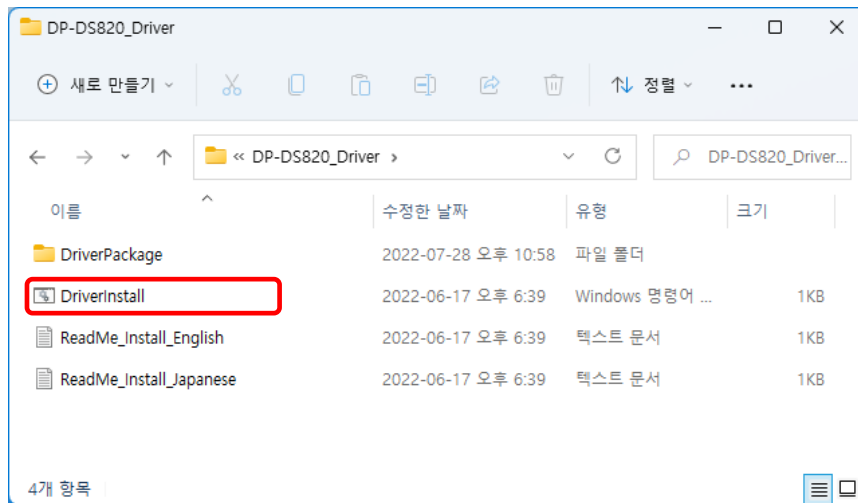 DP-DS820_Driver
새로 만들기 정렬
« DP-DS820_Driver > DP-DS820_Driver...
이름 수정한 날짜 유형 크기
DriverPackage 2022-07-28 오후 10:58 파일 폴더
DriverInstall 2022-06-17 오후 6:39 Windows 명령어 ... 1KB
ReadMe_Install_English 2022-06-17 오후 6:39 텍스트 문서 1KB
ReadMe_Install_Japanese 2022-06-17 오후 6:39 텍스트 문서 1KB
4개 항목